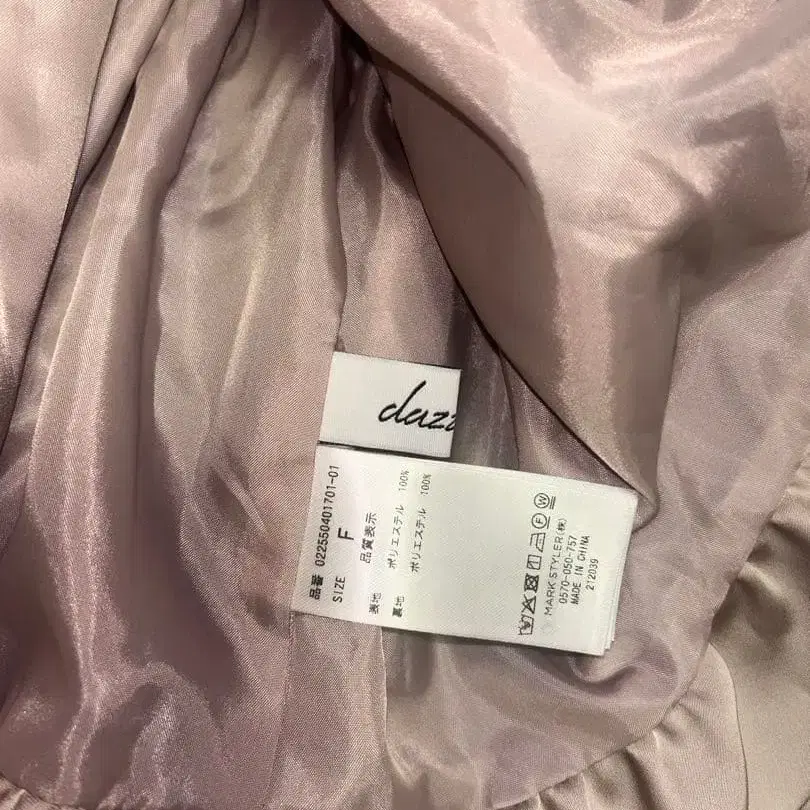 dazz
品番 022550401701-01
SIZE F
品質表示
表地 ポリエステル 100%
裏地 ポリエステル 100%
MARK STYLER(株)
0570-050-757
MADE IN CHINA
212039